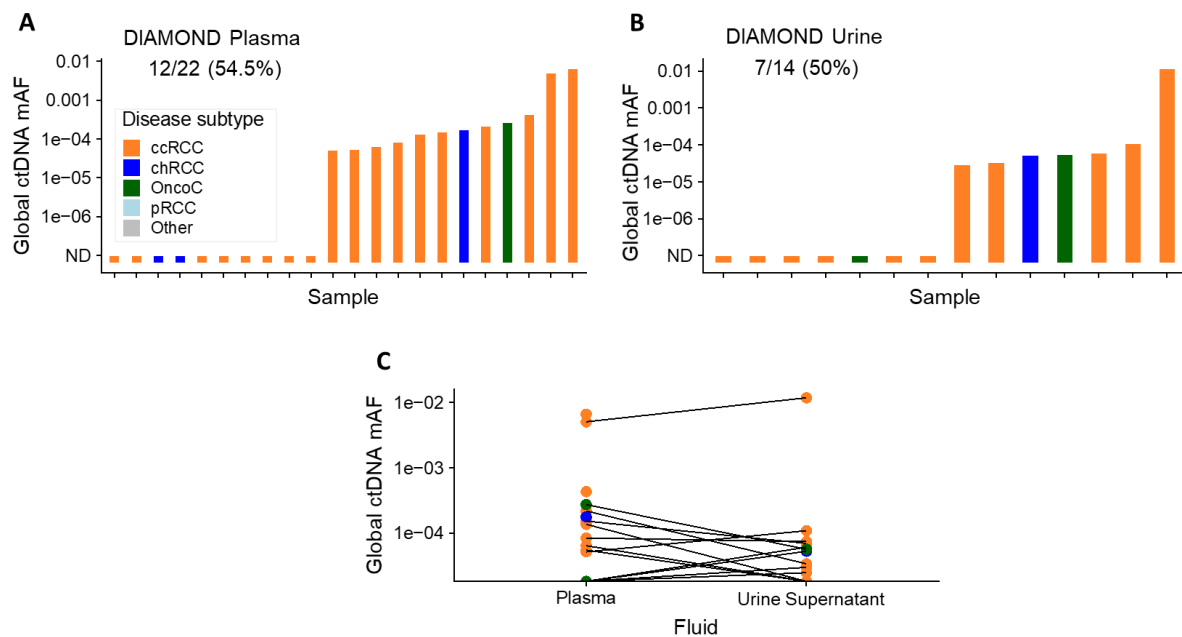 A
DIAMOND Plasma
12/22 (54.5%)
Global ctDNA mAF
0.01
0.001
1e−04
1e−05
1e−06
ND
Disease subtype
ccRCC
chRCC
OncoC
pRCC
Other
Sample
B
DIAMOND Urine
7/14 (50%)
Global ctDNA mAF
0.01
0.001
1e−04
1e−05
1e−06
ND
Sample
C
Global ctDNA mAF
1e−02
1e−03
1e−04
Plasma
Urine Supernatant
Fluid